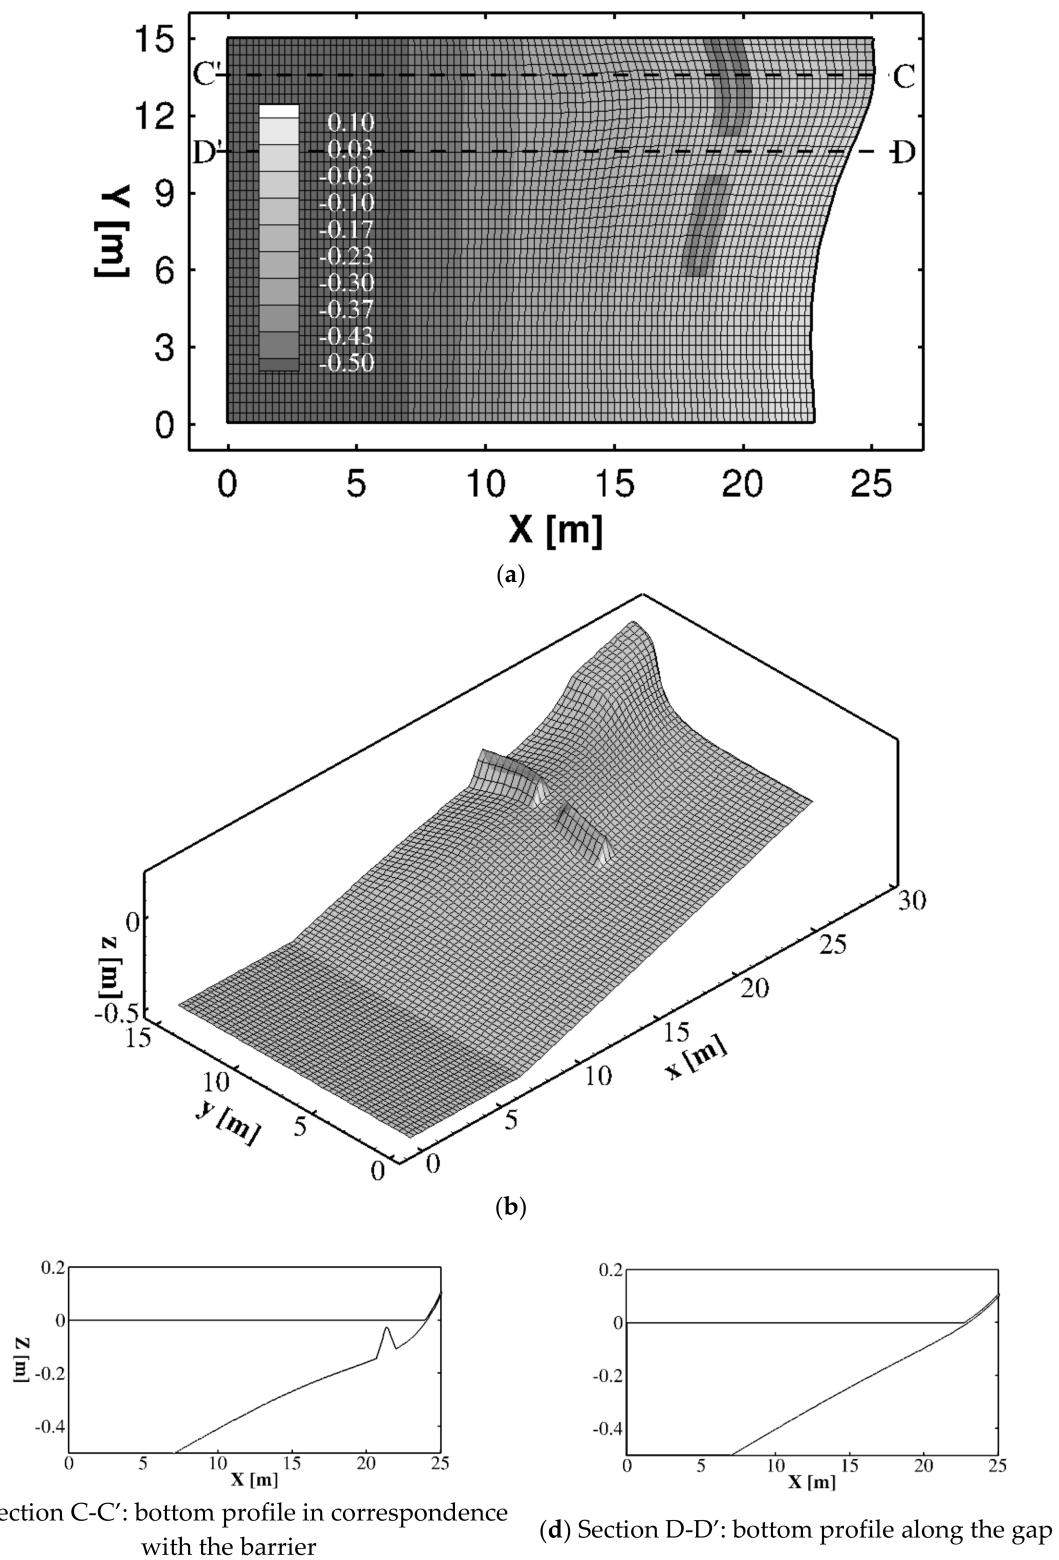 15
12
9
6
3
0
Y [m]
C'
C
D'
D
0.10
0.03
-0.03
-0.10
-0.17
-0.23
-0.30
-0.37
-0.43
-0.50
0 5 10 15 20 25
X [m]
(a)
0
-0.5
z [m]
15
10
5
0
y [m]
0
5
10
15
20
25
30
x [m]
(b)
0.2
0
-0.2
-0.4
Z [m]
0 5 10 15 20 25
X [m]
ection C-C′: bottom profile in correspondence
with the barrier
0.2
0
-0.2
-0.4
0 5 10 15 20 25
X [m]
(d) Section D-D′: bottom profile along the gap